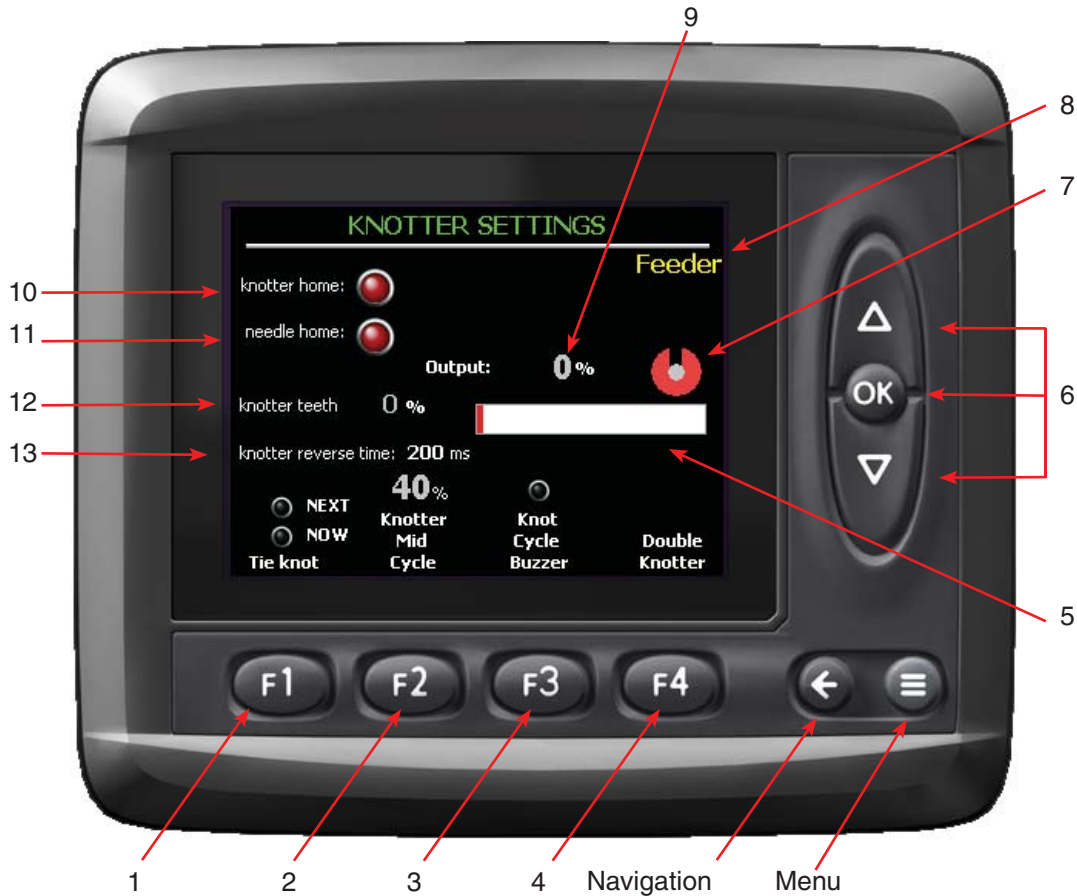 9
8
7
KNOTTER SETTINGS
Feeder
10
knotter home:
11
needle home:
Output: 0 %
6
OK
12
knotter teeth 0 %
13
knotter reverse time: 200 ms
NEXT
NOW
Tie knot
40%
Knotter
Mid
Cycle
Knot
Cycle
Buzzer
Double
Knotter
5
F1 F2 F3 F4
1 2 3 4 Navigation Menu